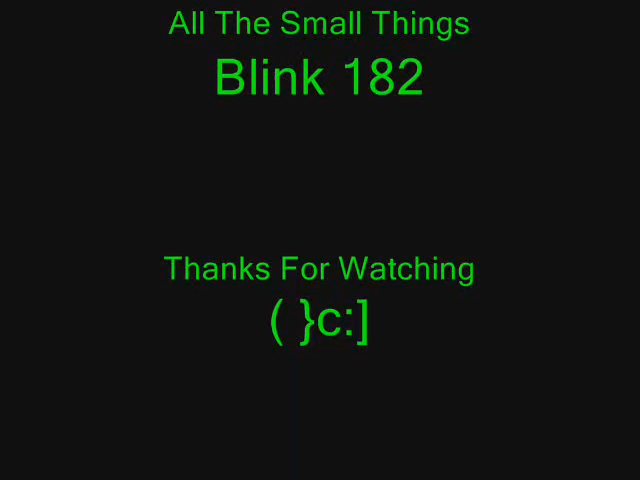 All The Small Things
Blink 182
Thanks For Watching
( }c:]